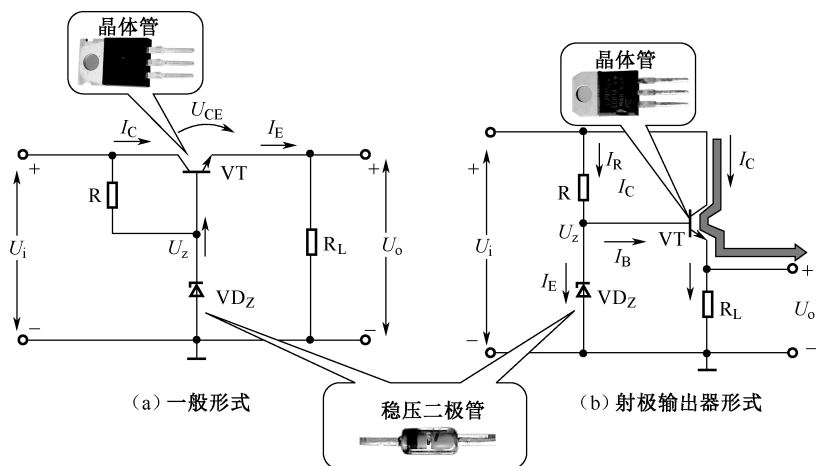 晶体管
U_CE
I_C
I_E
+
+
VT
R
U_z
U_i
R_L
U_o
VD_Z
−
−
(a) 一般形式
晶体管
+
I_R
I_C
R
I_C
U_z
VT
U_i
I_B
+
I_E
VD_Z
R_L
U_o
−
−
(b) 射极输出器形式
稳压二极管